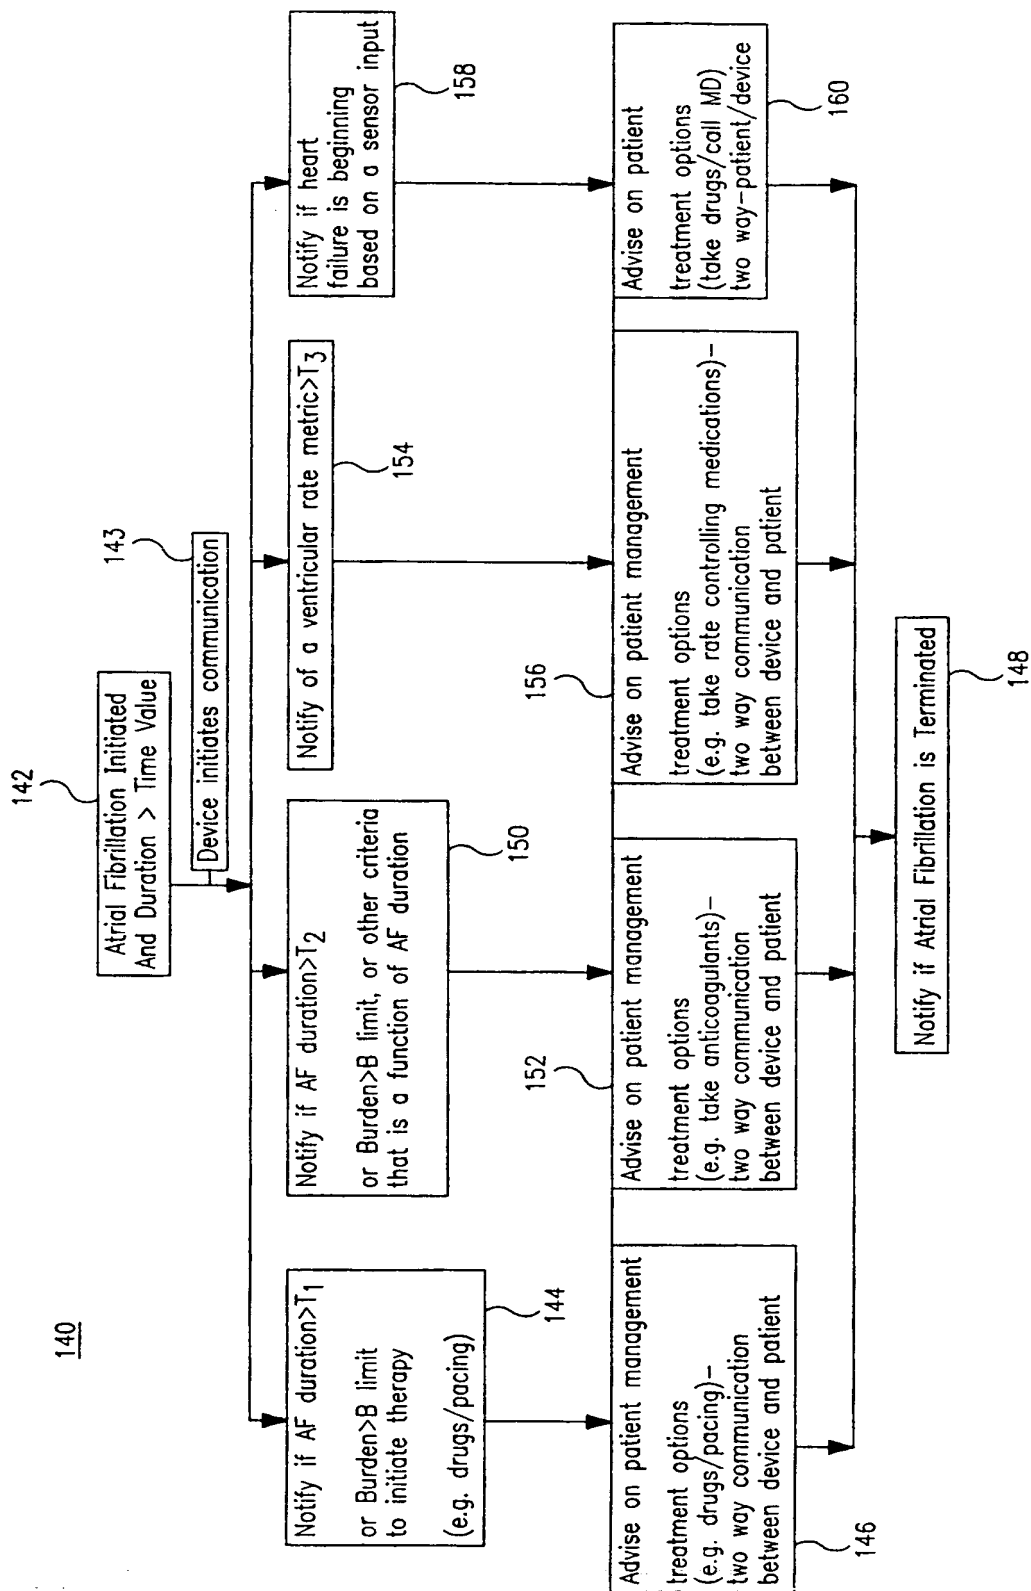 140
142
Atrial Fibrillation Initiated
And Duration > Time Value
143
Device initiates communication
Notify if AF duration>T1
or Burden>B limit
to initiate therapy
(e.g. drugs/pacing)
144
Notify if AF duration>T2
or Burden>B limit, or other criteria
that is a function of AF duration
150
Notify of a ventricular rate metric>T3
154
Notify if heart
failure is beginning
based on a sensor input
158
Advise on patient management
treatment options
(e.g. drugs/pacing)–
two way communication
between device and patient
146
152
Advise on patient management
treatment options
(e.g. take anticoagulants)–
two way communication
between device and patient
156
Advise on patient management
treatment options
(e.g. take rate controlling medications)–
two way communication
between device and patient
Advise on patient
treatment options
(take drugs/call MD)
two way–patient/device
160
Notify if Atrial Fibrillation is Terminated
148